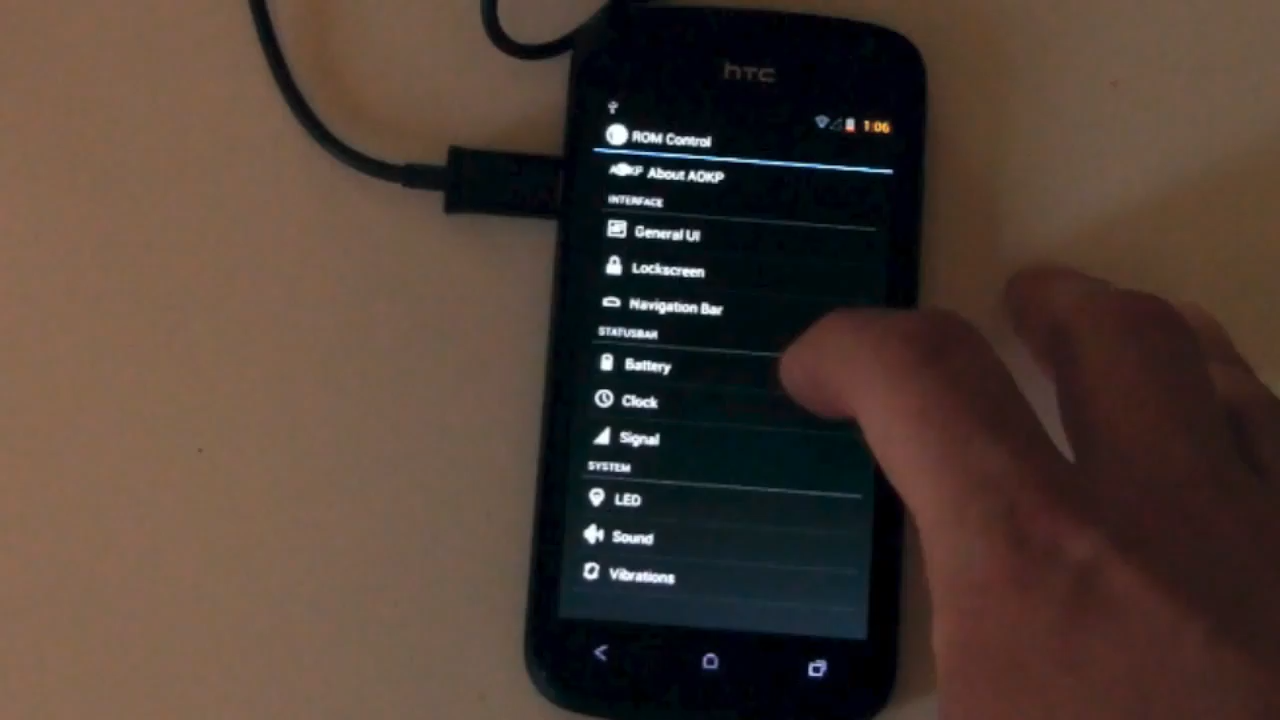 hTC
1:06
ROM Control
AOKP About AOKP
INTERFACE
General UI
Lockscreen
Navigation Bar
STATUSBAR
Battery
Clock
Signal
SYSTEM
LED
Sound
Vibrations